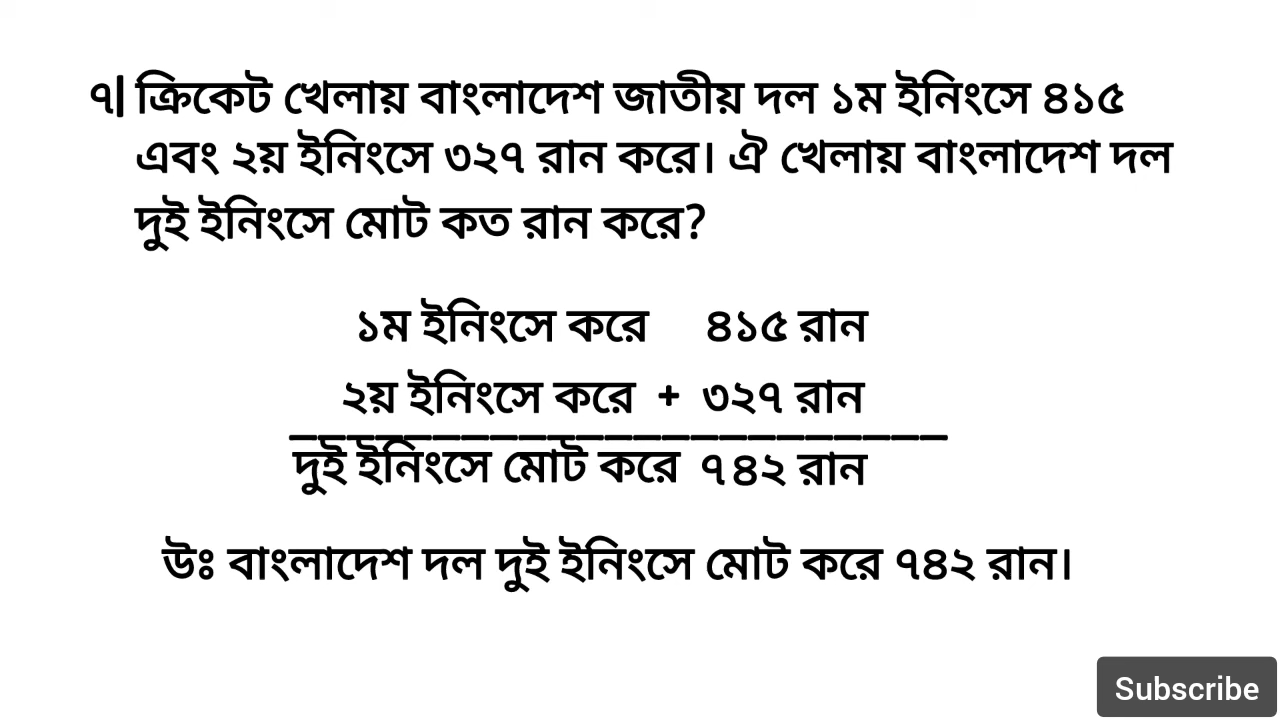 ৭| ক্রিকেট খেলায় বাংলাদেশ জাতীয় দল ১ম ইনিংসে ৪১৫
এবং ২য় ইনিংসে ৩২৭ রান করে। ঐ খেলায় বাংলাদেশ দল
দুই ইনিংসে মোট কত রান করে?
১ম ইনিংসে করে ৪১৫ রান
২য় ইনিংসে করে + ৩২৭ রান
দুই ইনিংসে মোট করে ৭৪২ রান
উঃ বাংলাদেশ দল দুই ইনিংসে মোট করে ৭৪২ রান।
Subscribe